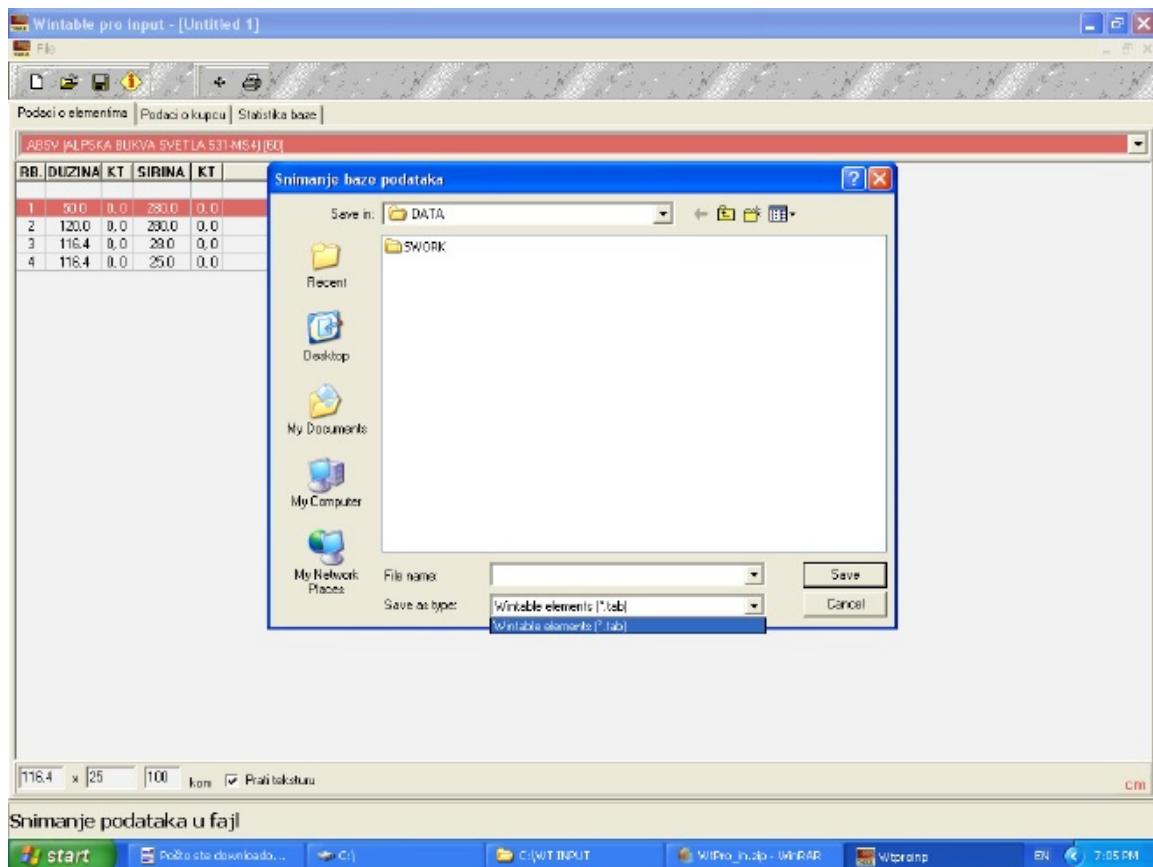 Wintable pro input - [Untitled 1]
File
Podaci o elementima Podaci o kupcu Statistika baze
ABSV (ALPSKA BUKVA SVETLA 531-MS4) [60]
RB. DUZINA KT SIRINA KT
1 50.0 0, 0 280.0 0, 0
2 120.0 0, 0 280.0 0, 0
3 116.4 0, 0 29.0 0, 0
4 116.4 0, 0 25.0 0, 0
Snimanje baze podataka
Save in: DATA
SWORK
Recent
Desktop
My Documents
My Computer
My Network Places
File name:
Save
Save as type: Wintable elements (*.tab)
Cancel
Wintable elements (*.tab)
116.4 x 25 100 kom Prati teksturu
cm
Snimanje podataka u fajl
start Pošto ste downloado... C:\ C:\WT INPUT WtPro_in.zip - WinRAR Wtproinp EN 7:05 PM